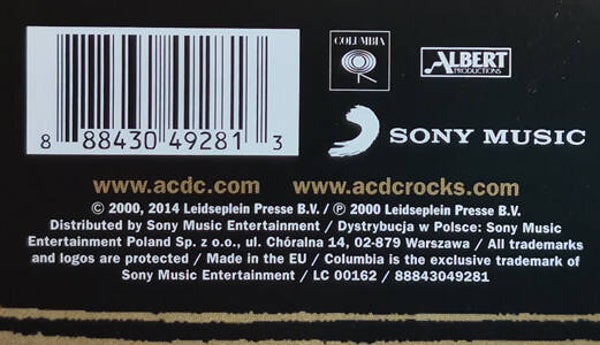 COLUMBIA
ALBERT
PRODUCTIONS
8 88430 49281 3
SONY MUSIC
www.acdc.com www.acdcrocks.com
© 2000, 2014 Leidseplein Presse B.V. / ℗ 2000 Leidseplein Presse B.V.
Distributed by Sony Music Entertainment / Dystrybucja w Polsce: Sony Music
Entertainment Poland Sp. z o.o., ul. Chóralna 14, 02-879 Warszawa / All trademarks
and logos are protected / Made in the EU / Columbia is the exclusive trademark of
Sony Music Entertainment / LC 00162 / 88843049281